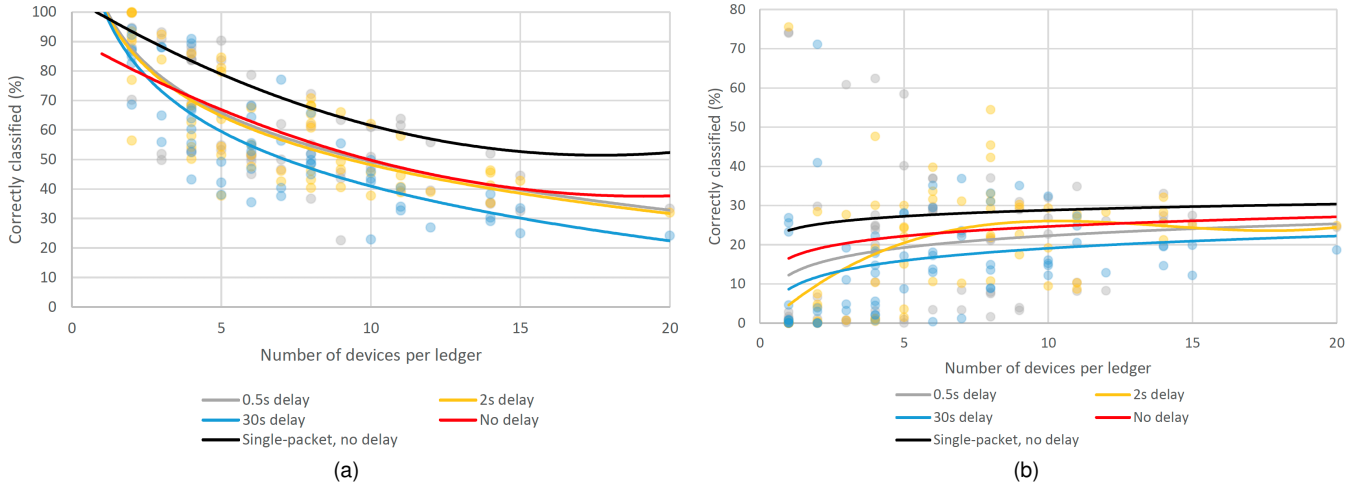 100
90
80
70
60
50
40
30
20
10
0
Correctly classified (%)
0 5 10 15 20
Number of devices per ledger
0.5s delay 2s delay
30s delay No delay
Single-packet, no delay
(a)
80
70
60
50
40
30
20
10
0
Correctly classified (%)
0 5 10 15 20
Number of devices per ledger
0.5s delay 2s delay
30s delay No delay
Single-packet, no delay
(b)